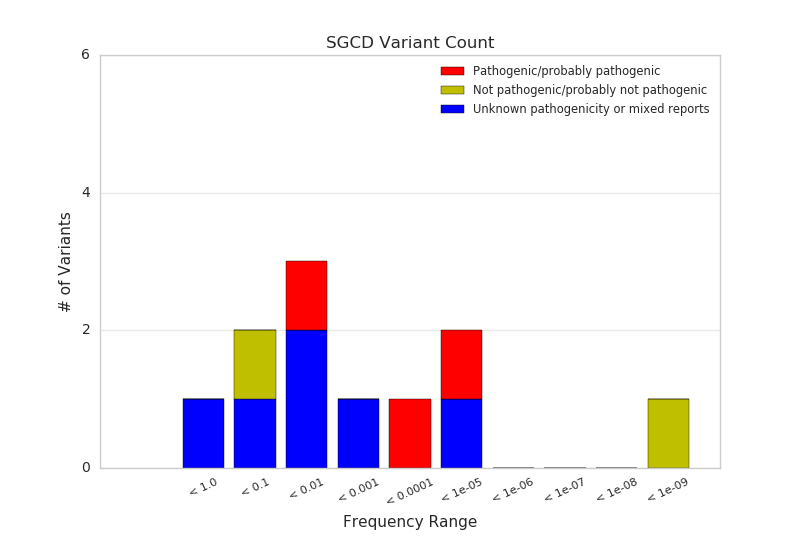 SGCD Variant Count
6
4
2
0
# of Variants
Pathogenic/probably pathogenic
Not pathogenic/probably not pathogenic
Unknown pathogenicity or mixed reports
< 1.0
< 0.1
< 0.01
< 0.001
< 0.0001
< 1e-05
< 1e-06
< 1e-07
< 1e-08
< 1e-09
Frequency Range